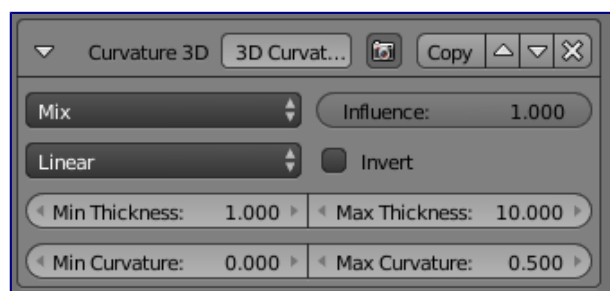 Curvature 3D 3D Curvat... Copy
Mix Influence: 1.000
Linear Invert
Min Thickness: 1.000 Max Thickness: 10.000
Min Curvature: 0.000 Max Curvature: 0.500